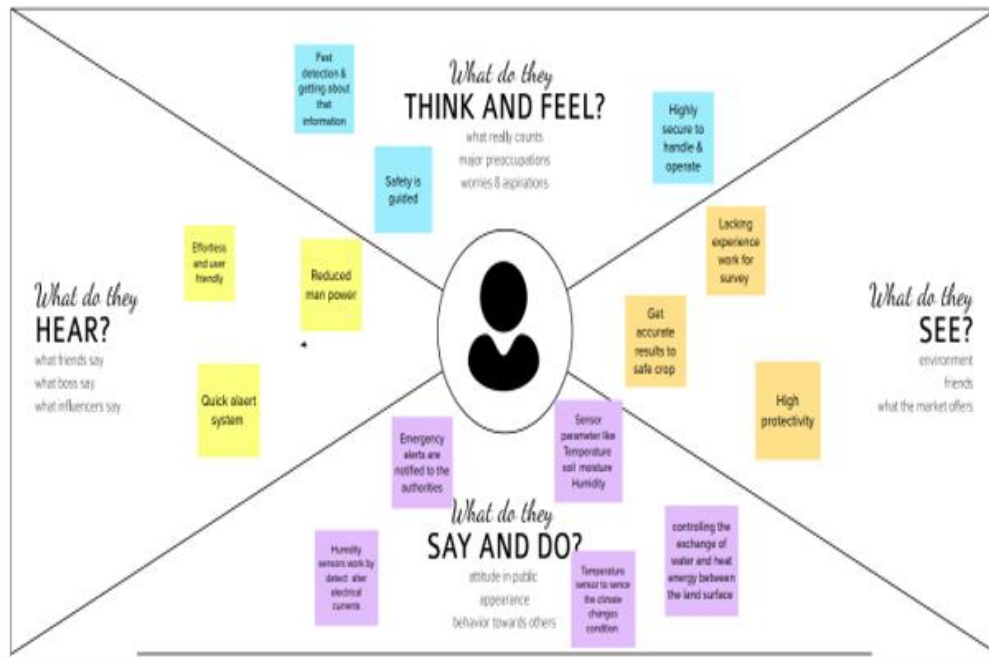 Fast
detection &
getting about
that
information
What do they
THINK AND FEEL?
what really counts
major preoccupations
worries & aspirations
Highly
secure to
handle &
operate
Safety is
guided
Effortless
and user
friendly
Reduced
man power
What do they
HEAR?
what friends say
what boss say
what influencers say
Quick alaert
system
Lacking
experience
work for
survey
Get
accurate
results to
safe crop
What do they
SEE?
environment
friends
what the market offers
High
protectivity
Emergency
alerts are
notified to the
authorities
Sensor
parameter like
Temperature
soil moisture
Humidity
What do they
SAY AND DO?
attitude in public
appearance
behavior towards others
Humidity
sensors work by
detect alter
electrical
currents
Temperature
sensor to sence
the climate
changes
condition
controlling the
exchange of
water and heat
energy between
the land surface